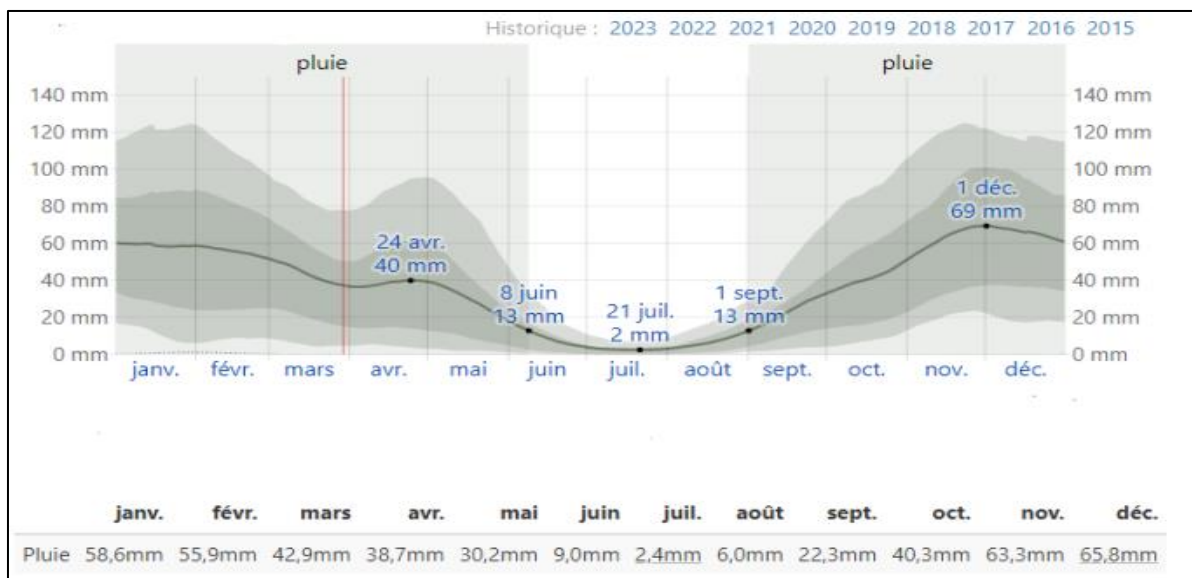 Historique : 2023 2022 2021 2020 2019 2018 2017 2016 2015
pluie pluie
140 mm 140 mm
120 mm 120 mm
100 mm 100 mm
1 déc.
80 mm 80 mm
69 mm
60 mm 60 mm
24 avr.
40 mm
40 mm 40 mm
8 juin 21 juil. 1 sept.
13 mm 2 mm 13 mm
20 mm 20 mm
0 mm 0 mm
janv. févr. mars avr. mai juin juil. août sept. oct. nov. déc.
janv. févr. mars avr. mai juin juil. août sept. oct. nov. déc.
Pluie 58,6mm 55,9mm 42,9mm 38,7mm 30,2mm 9,0mm 2,4mm 6,0mm 22,3mm 40,3mm 63,3mm 65,8mm